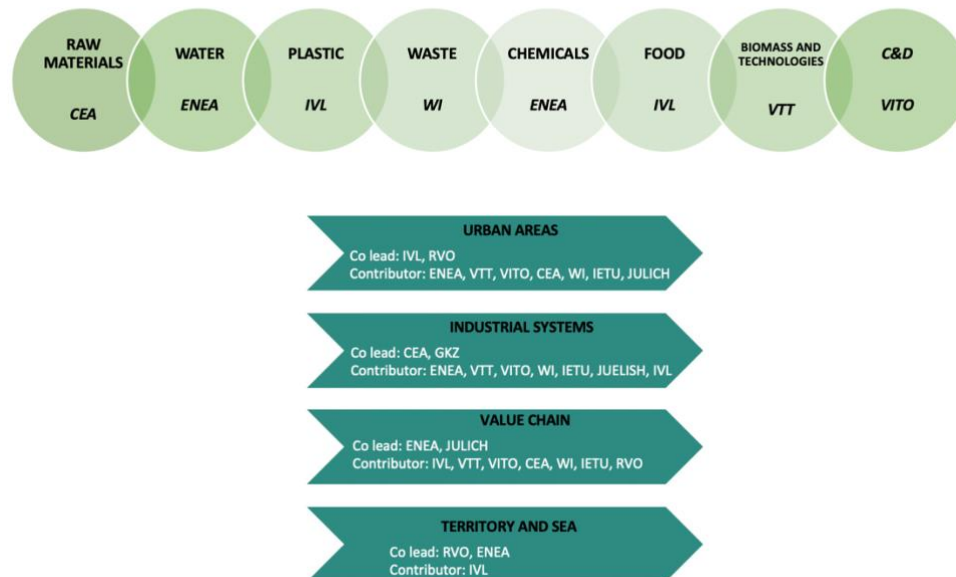 RAW
MATERIALS
CEA
WATER
ENEA
PLASTIC
IVL
WASTE
WI
CHEMICALS
ENEA
FOOD
IVL
BIOMASS AND
TECHNOLOGIES
VTT
C&D
VITO
URBAN AREAS
Co lead: IVL, RVO
Contributor: ENEA, VTT, VITO, CEA, WI, IETU, JULICH
INDUSTRIAL SYSTEMS
Co lead: CEA, GKZ
Contributor: ENEA, VTT, VITO, WI, IETU, JUELISH, IVL
VALUE CHAIN
Co lead: ENEA, JULICH
Contributor: IVL, VTT, VITO, CEA, WI, IETU, RVO
TERRITORY AND SEA
Co lead: RVO, ENEA
Contributor: IVL